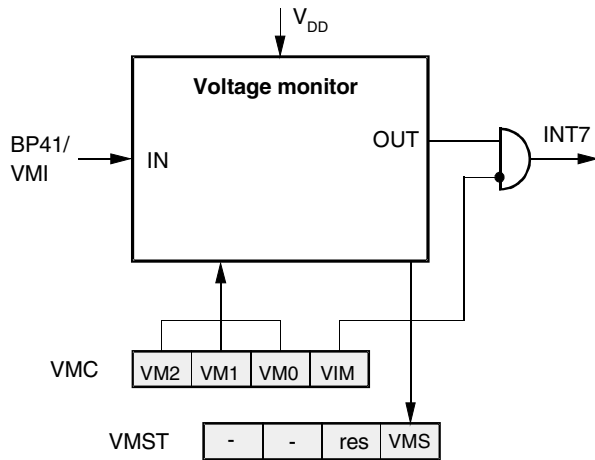 VDD
Voltage monitor
BP41/
VMI
IN
OUT
INT7
VMC
VM2 VM1 VM0 VIM
VMST
- - res VMS